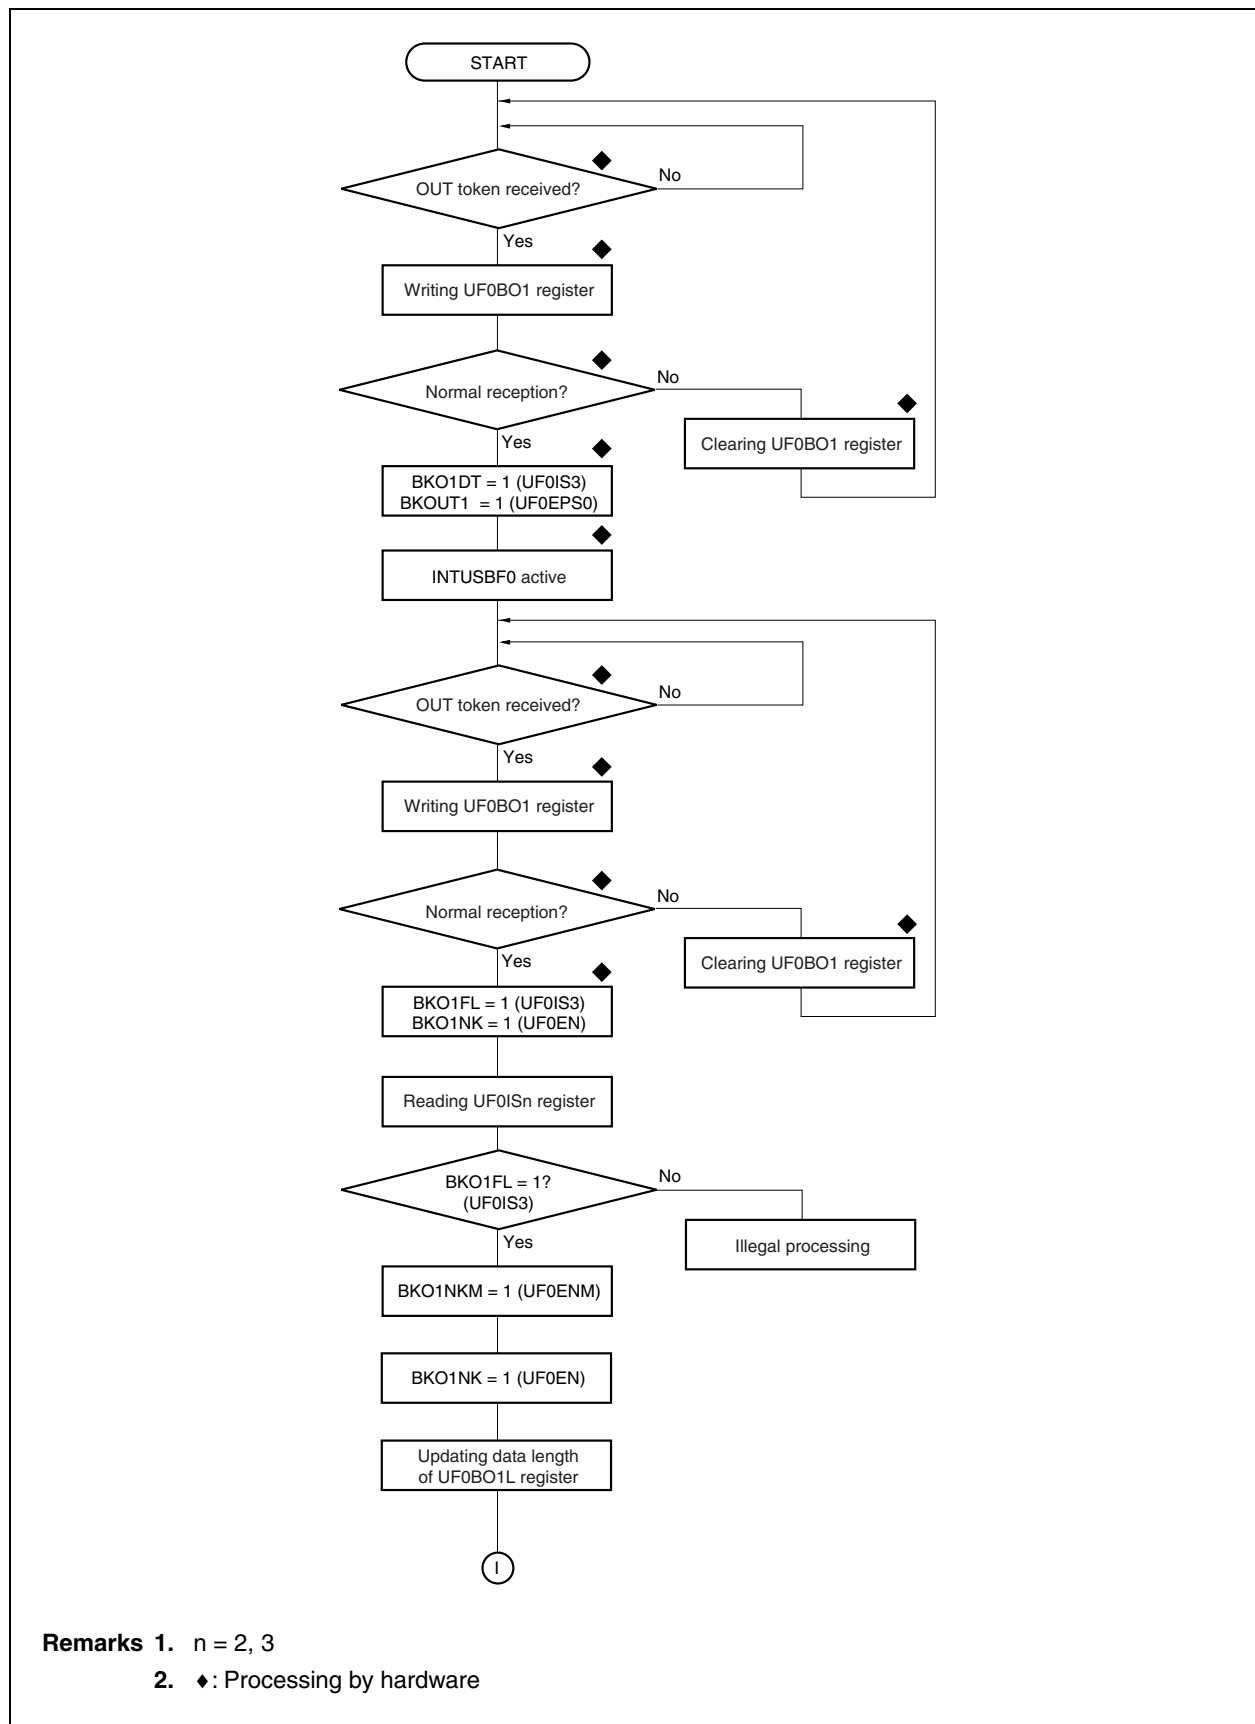 START
OUT token received?
No
Yes
Writing UF0BO1 register
Normal reception?
No
Yes
Clearing UF0BO1 register
BKO1DT = 1 (UF0IS3)
BKOUT1 = 1 (UF0EPS0)
INTUSBF0 active
OUT token received?
No
Yes
Writing UF0BO1 register
Normal reception?
No
Yes
Clearing UF0BO1 register
BKO1FL = 1 (UF0IS3)
BKO1NK = 1 (UF0EN)
Reading UF0ISn register
BKO1FL = 1?
(UF0IS3)
No
Yes
Illegal processing
BKO1NKM = 1 (UF0ENM)
BKO1NK = 1 (UF0EN)
Updating data length
of UF0BO1L register
I
Remarks 1. n = 2, 3
2. ♦: Processing by hardware